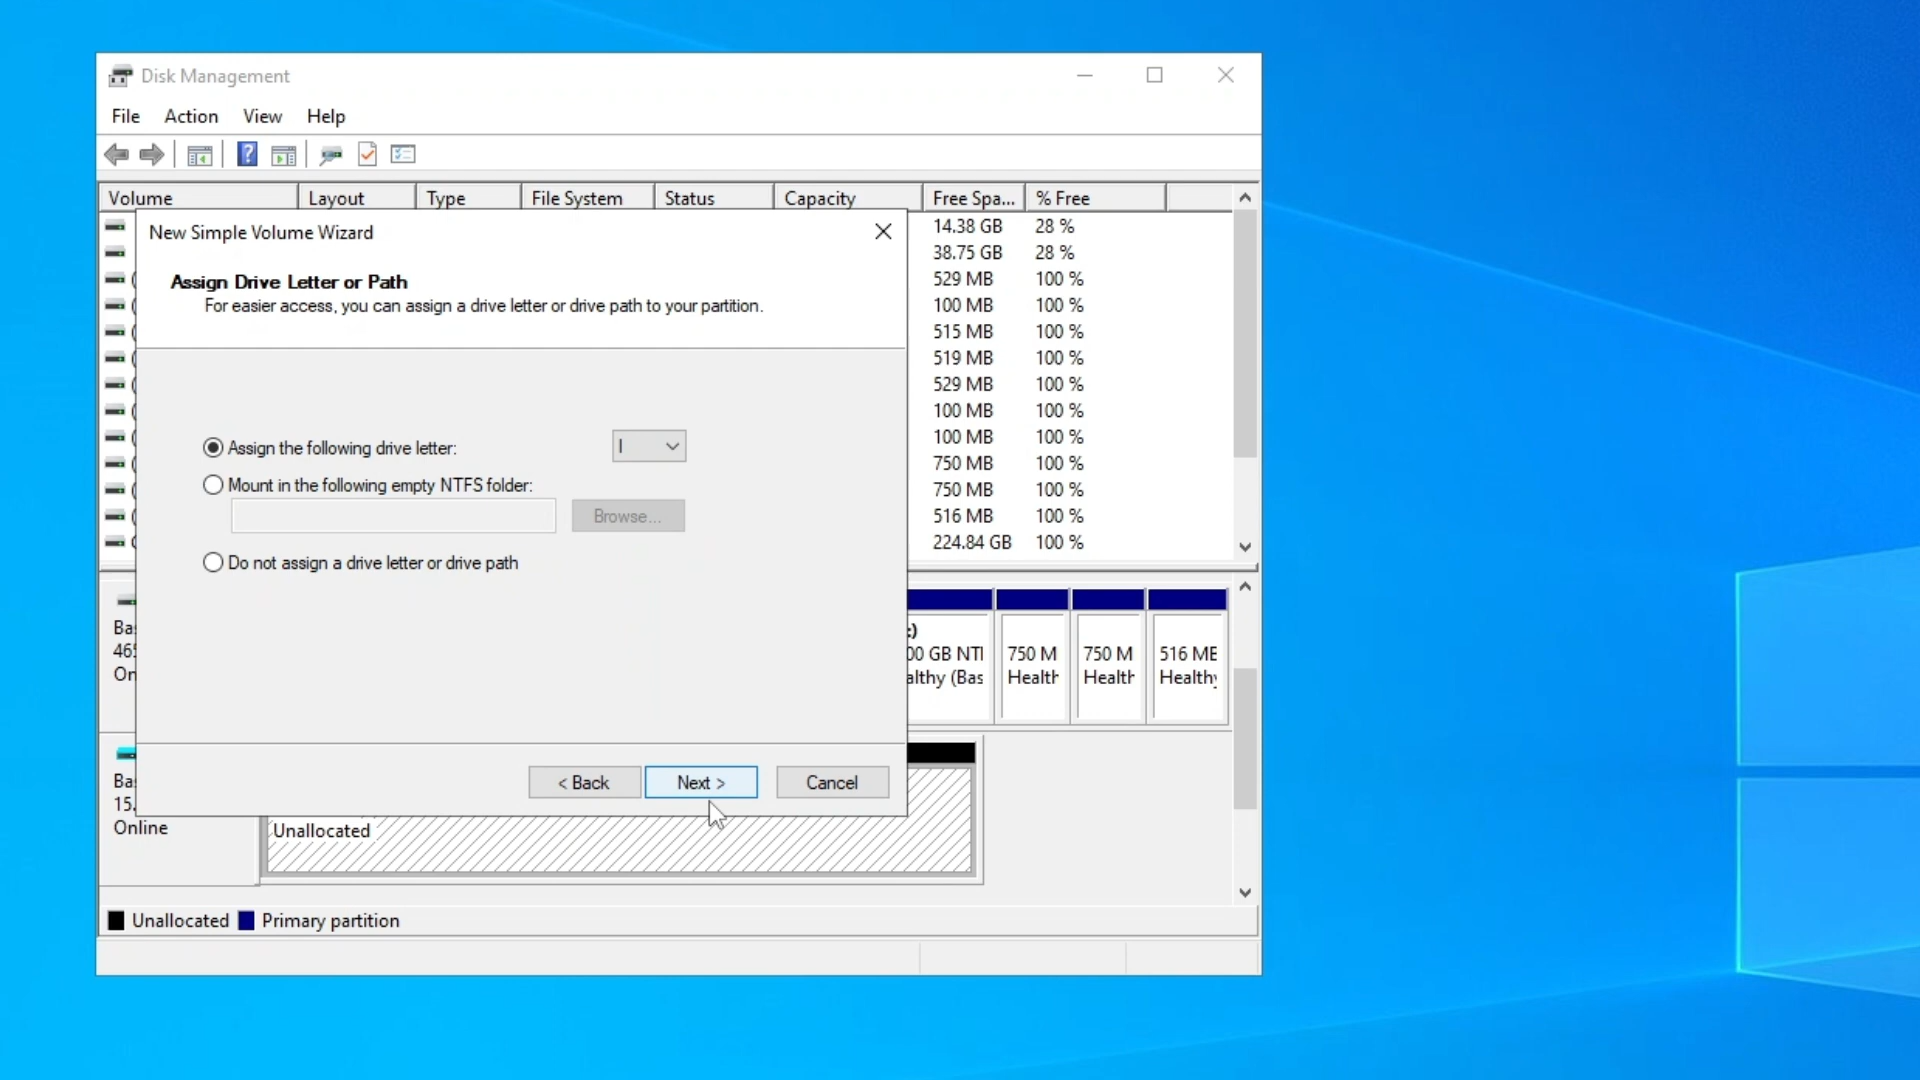 Disk Management
File Action View Help
Volume Layout Type File System Status Capacity Free Spa... % Free
14.38 GB 28 %
38.75 GB 28 %
529 MB 100 %
100 MB 100 %
515 MB 100 %
519 MB 100 %
529 MB 100 %
100 MB 100 %
100 MB 100 %
750 MB 100 %
750 MB 100 %
516 MB 100 %
224.84 GB 100 %
New Simple Volume Wizard
Assign Drive Letter or Path
For easier access, you can assign a drive letter or drive path to your partition.
Assign the following drive letter: I
Mount in the following empty NTFS folder:
Browse...
Do not assign a drive letter or drive path
< Back Next > Cancel
Bas
465
On
:)
00 GB NTI
althy (Bas
750 M
Health
750 M
Health
516 ME
Healthy
Bas
15.
Online
Unallocated
Unallocated Primary partition